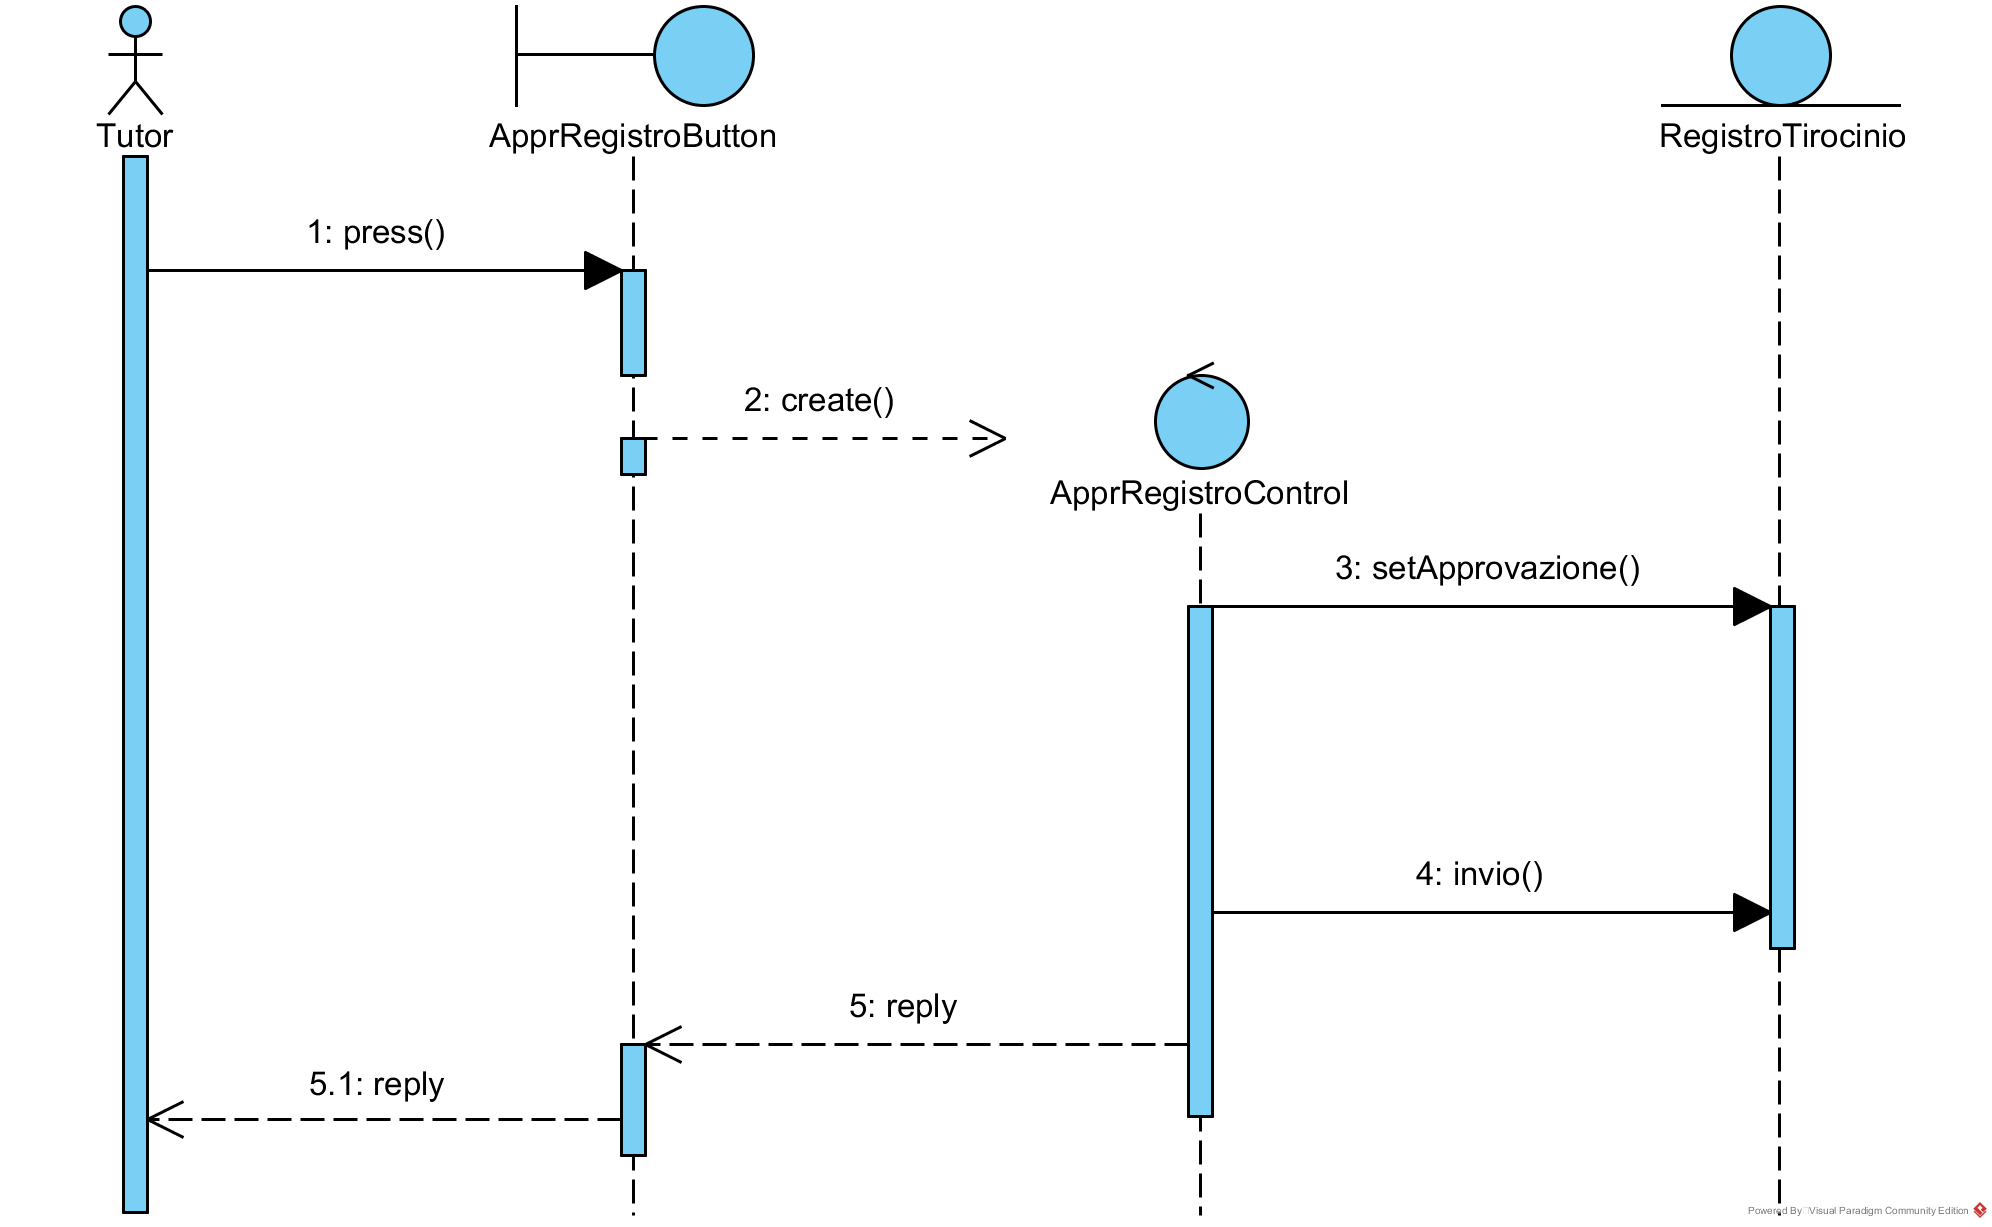 Tutor
ApprRegistroButton
RegistroTirocinio
1: press()
2: create()
ApprRegistroControl
3: setApprovazione()
4: invio()
5: reply
5.1: reply
Powered By Visual Paradigm Community Edition